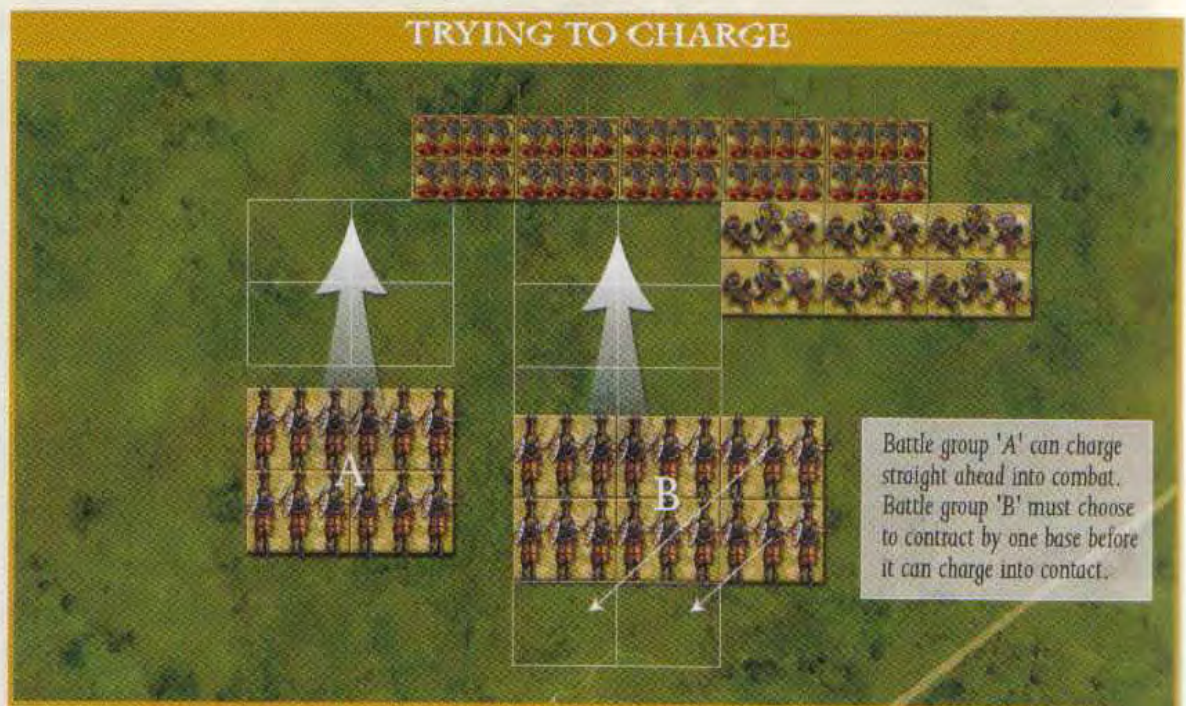 TRYING TO CHARGE
A
B
Battle group 'A' can charge
straight ahead into combat.
Battle group 'B' must choose
to contract by one base before
it can charge into contact.